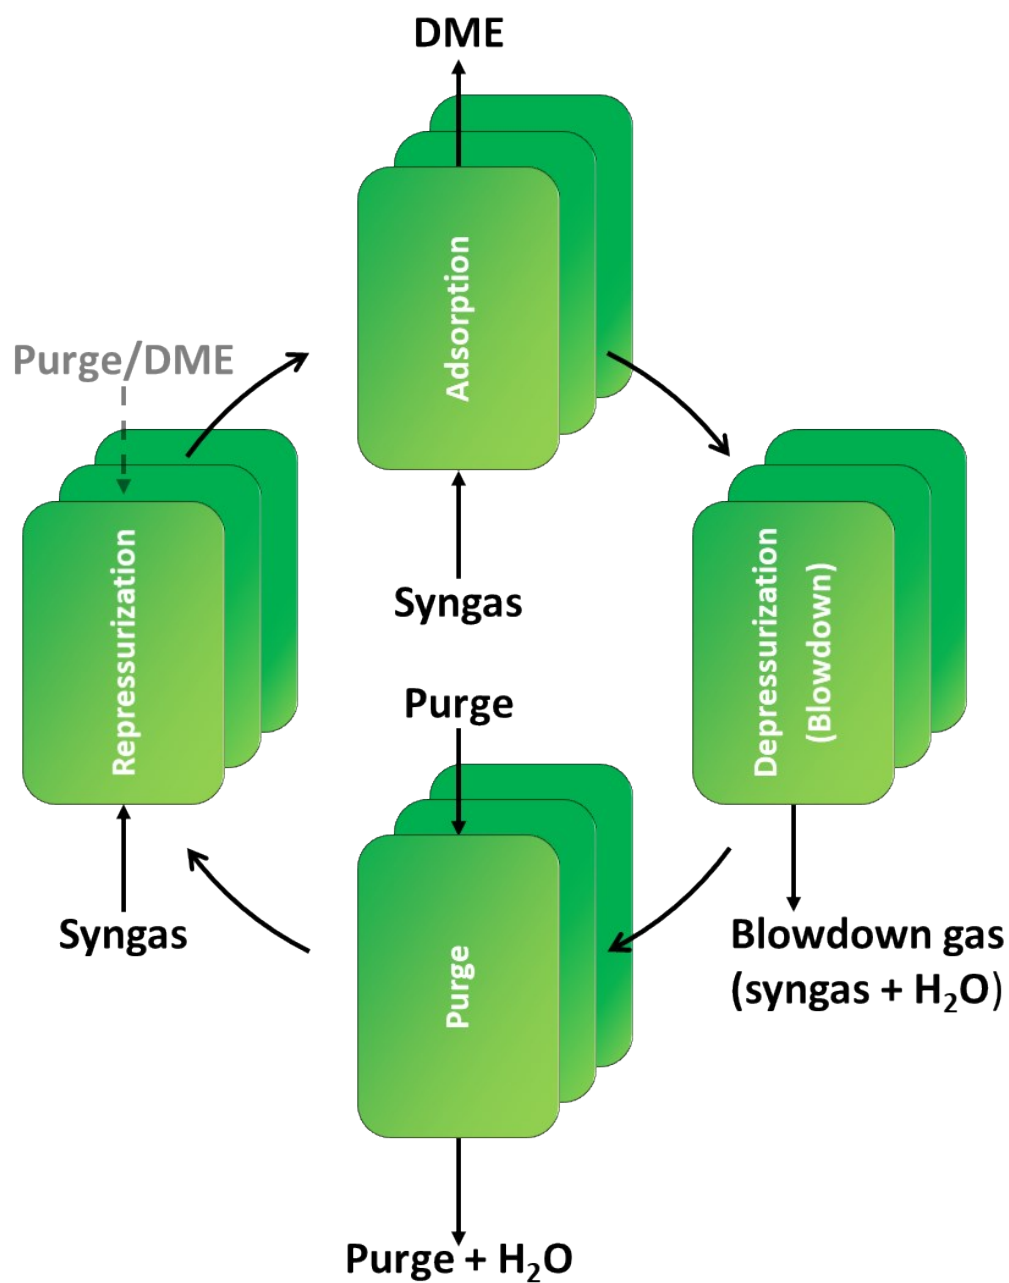 DME
Adsorption
Purge/DME
Repressurization
Syngas
Depressurization
(Blowdown)
Purge
Syngas
Blowdown gas
(syngas + H₂O)
Purge
Purge + H₂O